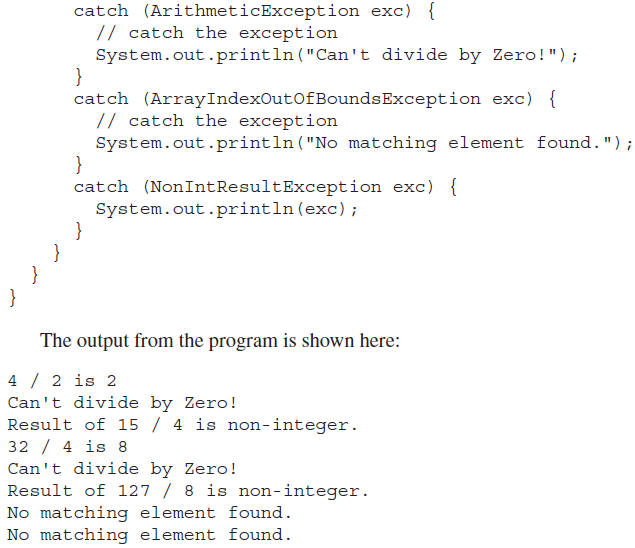 catch (ArithmeticException exc) {
// catch the exception
System.out.println("Can't divide by Zero!");
}
catch (ArrayIndexOutOfBoundsException exc) {
// catch the exception
System.out.println("No matching element found.");
}
catch (NonIntResultException exc) {
System.out.println(exc);
}
}
}
}
The output from the program is shown here:
4 / 2 is 2
Can't divide by Zero!
Result of 15 / 4 is non-integer.
32 / 4 is 8
Can't divide by Zero!
Result of 127 / 8 is non-integer.
No matching element found.
No matching element found.